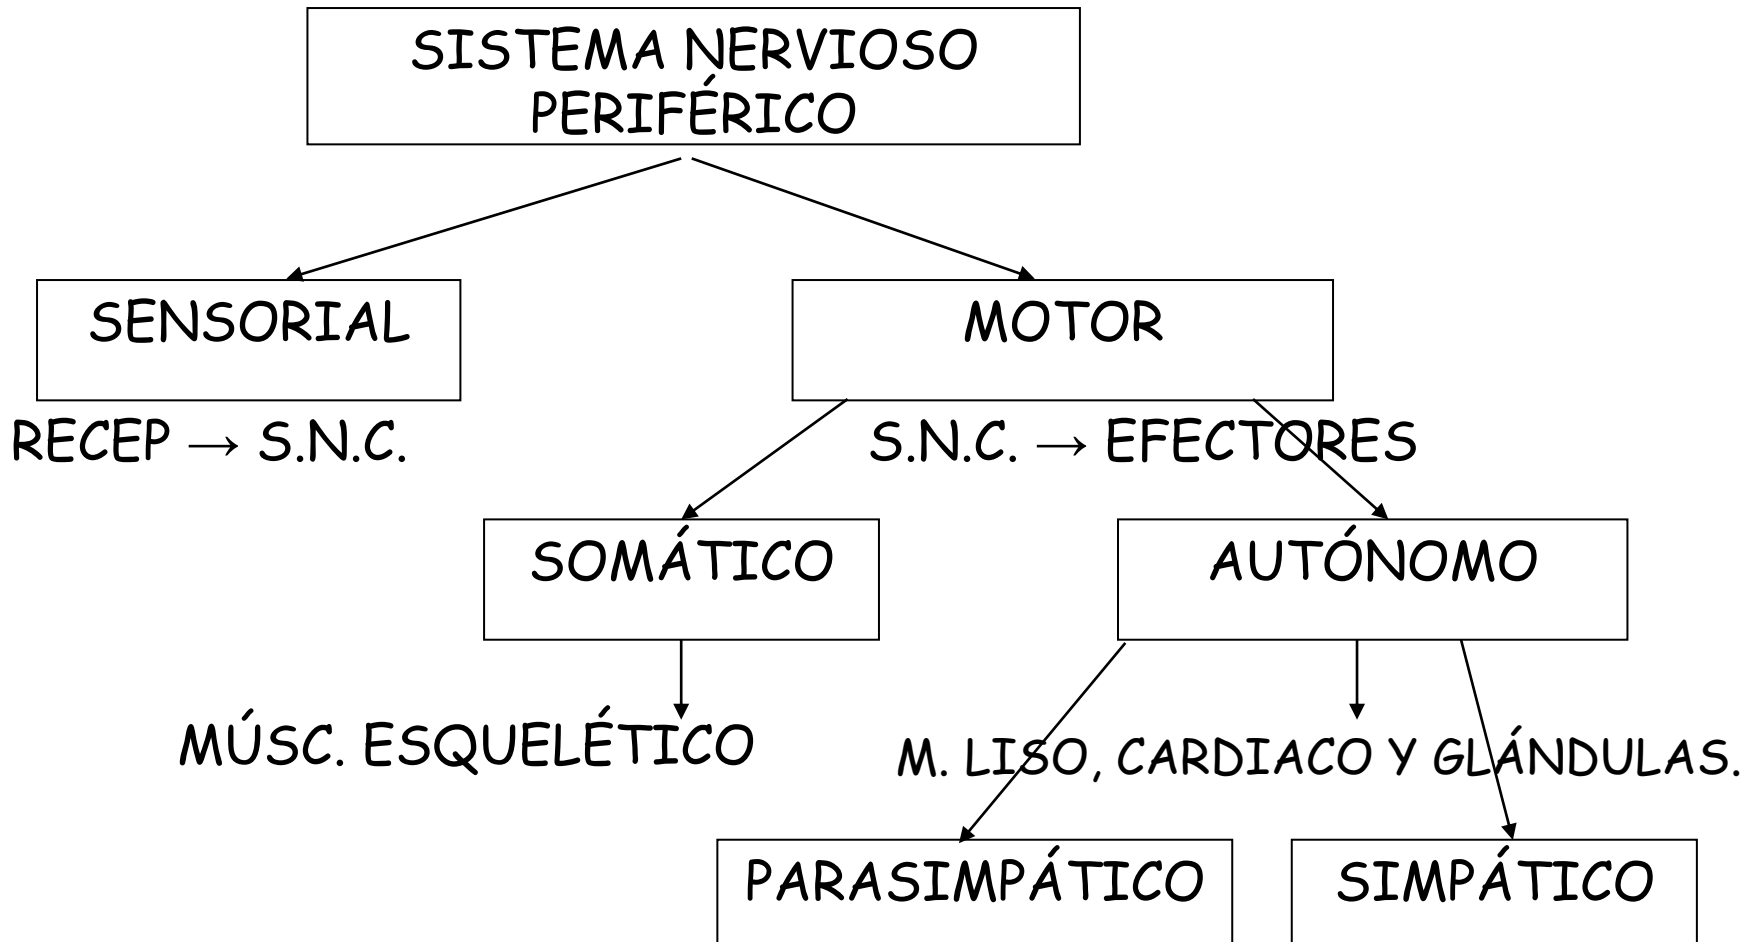 SISTEMA NERVIOSO
PERIFÉRICO
SENSORIAL
MOTOR
RECEP → S.N.C.
S.N.C. → EFECTORES
SOMÁTICO
AUTÓNOMO
MÚSC. ESQUELÉTICO
M. LISO, CARDIACO Y GLÁNDULAS.
PARASIMPÁTICO
SIMPÁTICO